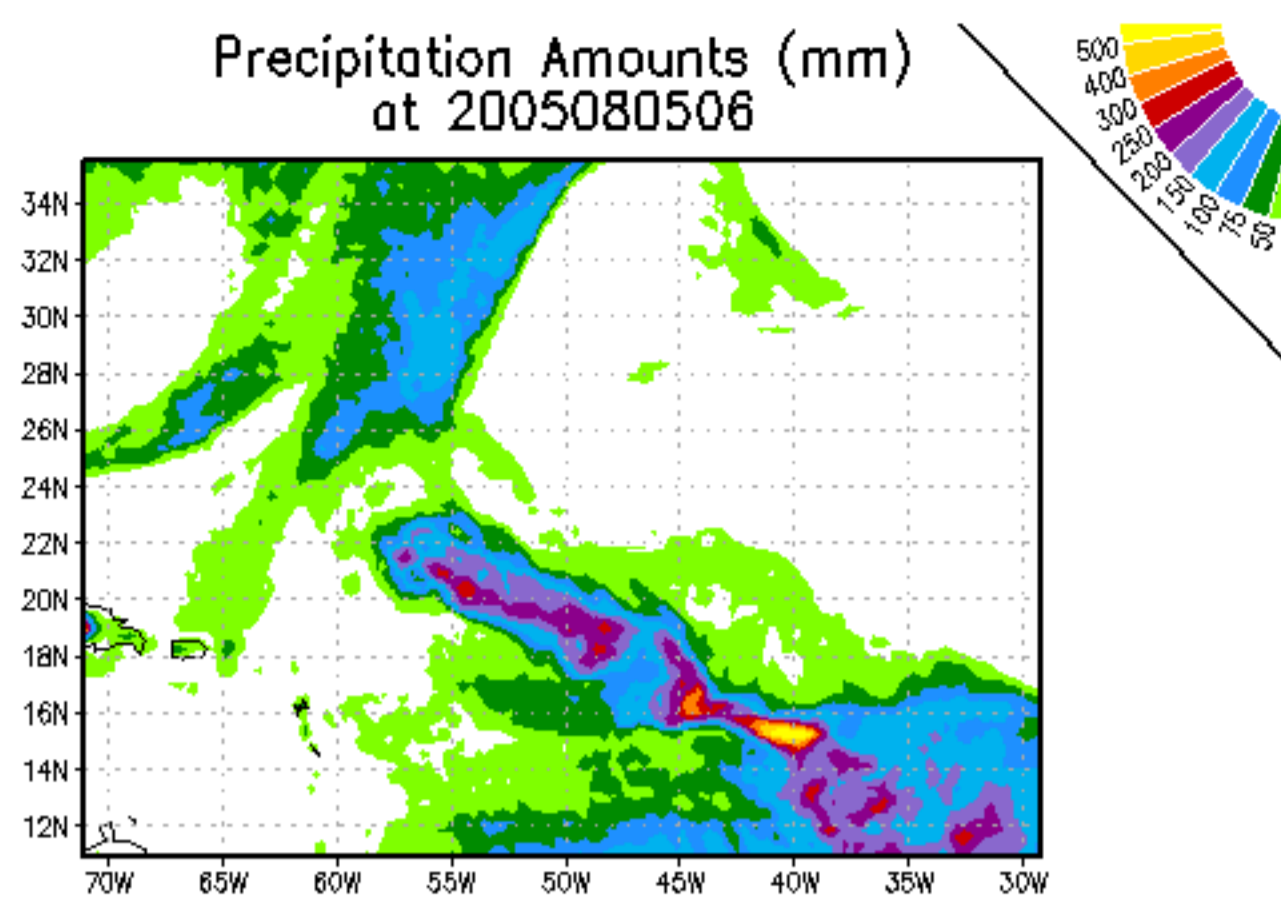 Precipitation Amounts (mm)
at 2005080506
500
400
300
250
200
150
100
75
50
34N
32N
30N
28N
26N
24N
22N
20N
18N
16N
14N
12N
70W 65W 60W 55W 50W 45W 40W 35W 30W